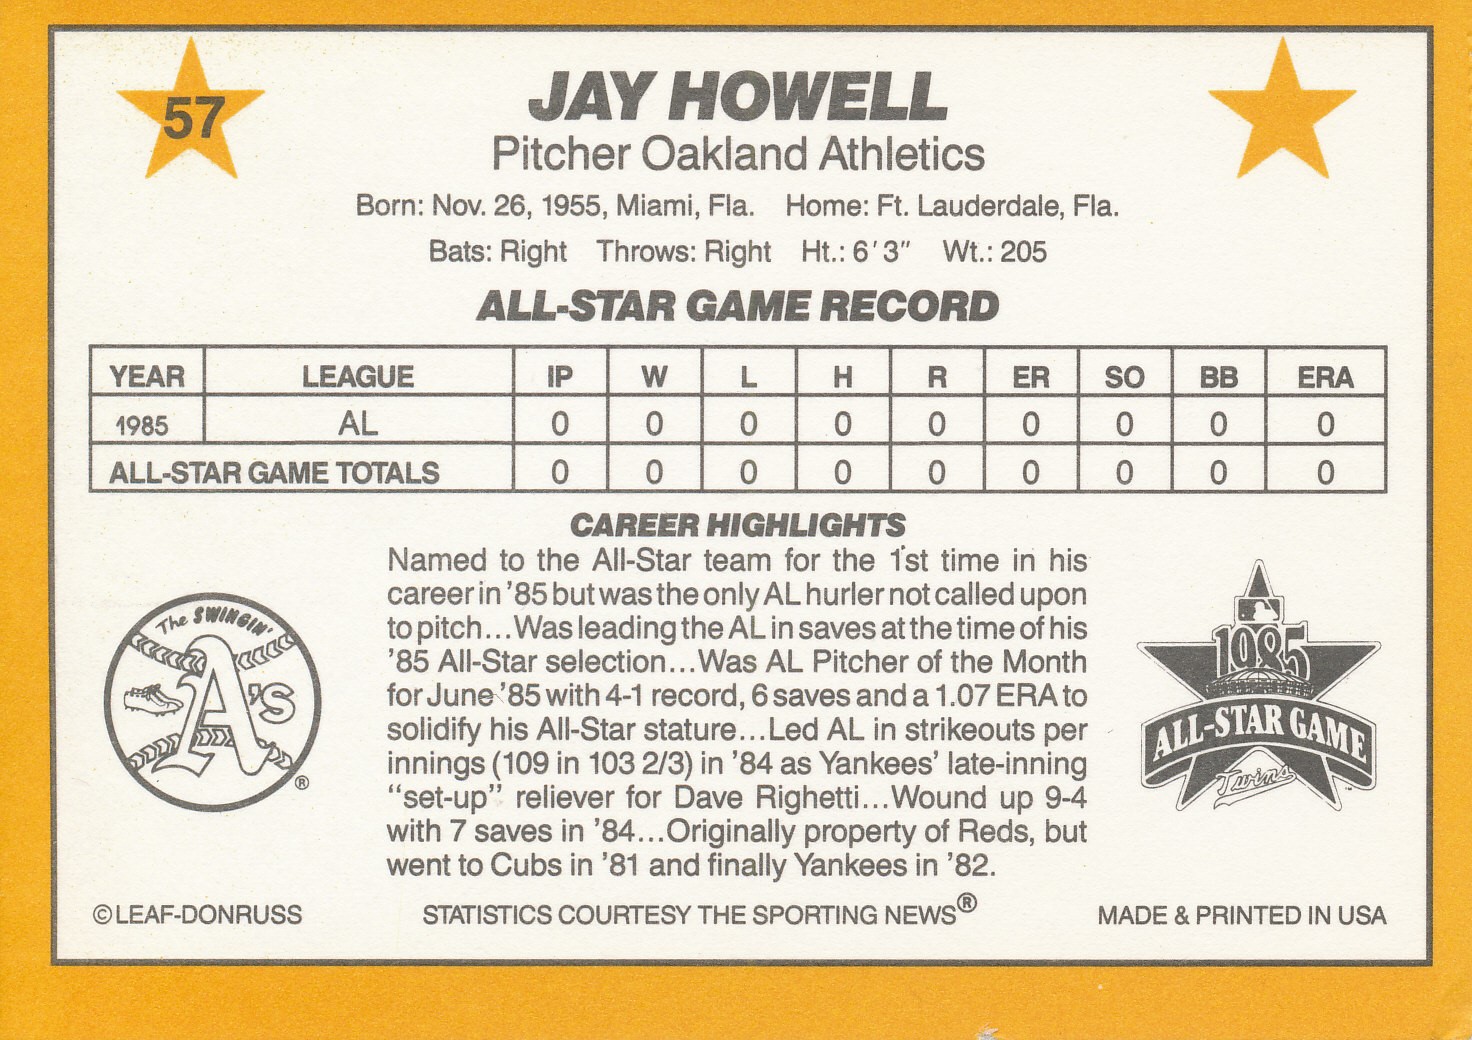 57
JAY HOWELL
Pitcher Oakland Athletics
Born: Nov. 26, 1955, Miami, Fla. Home: Ft. Lauderdale, Fla.
Bats: Right Throws: Right Ht.: 6'3" Wt.: 205
ALL-STAR GAME RECORD
YEAR LEAGUE IP W L H R ER SO BB ERA
1985 AL 0 0 0 0 0 0 0 0 0
ALL-STAR GAME TOTALS 0 0 0 0 0 0 0 0 0
CAREER HIGHLIGHTS
Named to the All-Star team for the 1st time in his
career in '85 but was the only AL hurler not called upon
to pitch...Was leading the AL in saves at the time of his
'85 All-Star selection...Was AL Pitcher of the Month
for June '85 with 4-1 record, 6 saves and a 1.07 ERA to
solidify his All-Star stature...Led AL in strikeouts per
innings (109 in 103 2/3) in '84 as Yankees' late-inning
"set-up" reliever for Dave Righetti...Wound up 9-4
with 7 saves in '84...Originally property of Reds, but
went to Cubs in '81 and finally Yankees in '82.
The SWINGIN'
A's
®
1985
ALL-STAR GAME
Twins
™
© LEAF-DONRUSS STATISTICS COURTESY THE SPORTING NEWS® MADE & PRINTED IN USA